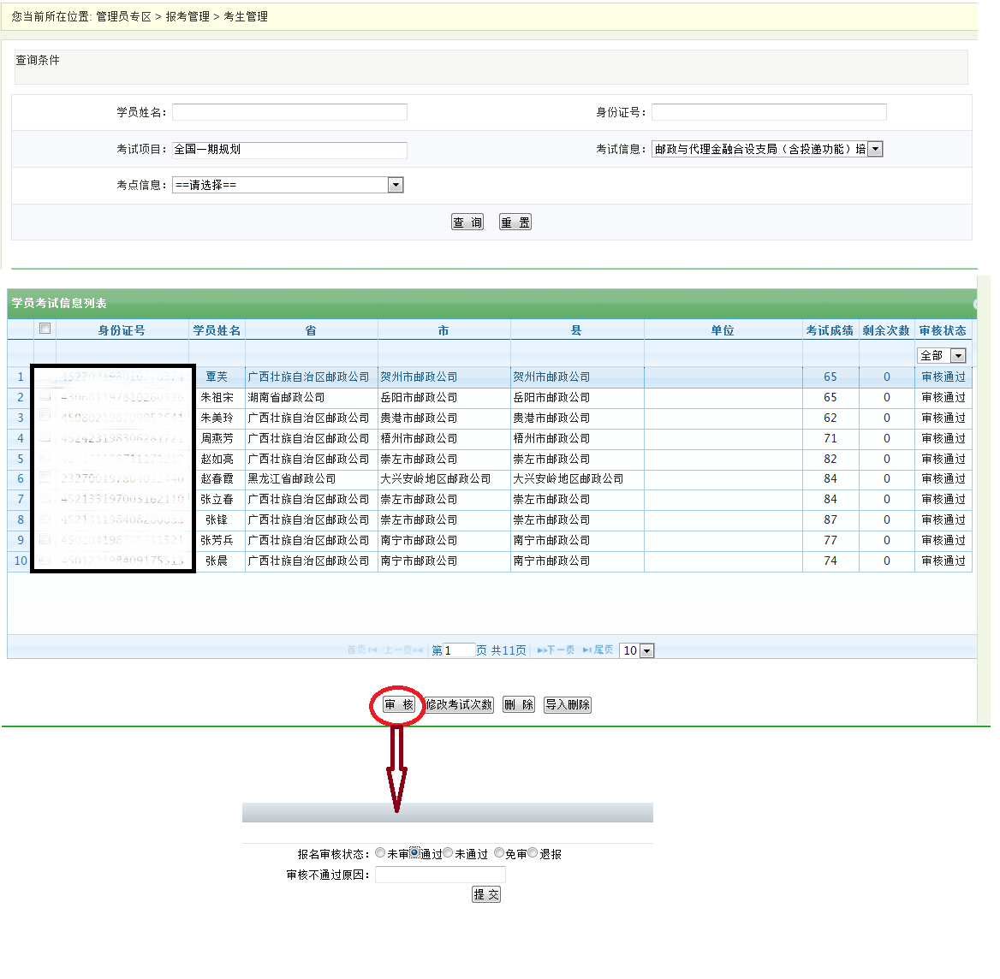 您当前所在位置: 管理员专区 > 报考管理 > 考生管理
查询条件
学员姓名： 身份证号：
考试项目： 全国一期规划 考试信息： 邮政与代理金融合设支局（含投递功能）培
考点信息： ==请选择==
查 询 重 置
学员考试信息列表
身份证号 学员姓名 省 市 县 单位 考试成绩 剩余次数 审核状态
全部
1 覃芙 广西壮族自治区邮政公司 贺州市邮政公司 贺州市邮政公司 65 0 审核通过
2 朱祖宋 湖南省邮政公司 岳阳市邮政公司 岳阳市邮政公司 65 0 审核通过
3 朱美玲 广西壮族自治区邮政公司 贵港市邮政公司 贵港市邮政公司 62 0 审核通过
4 周燕芳 广西壮族自治区邮政公司 梧州市邮政公司 梧州市邮政公司 71 0 审核通过
5 赵如亮 广西壮族自治区邮政公司 崇左市邮政公司 崇左市邮政公司 82 0 审核通过
6 赵春霞 黑龙江省邮政公司 大兴安岭地区邮政公司 大兴安岭地区邮政公司 84 0 审核通过
7 张立春 广西壮族自治区邮政公司 崇左市邮政公司 崇左市邮政公司 84 0 审核通过
8 张锋 广西壮族自治区邮政公司 崇左市邮政公司 崇左市邮政公司 87 0 审核通过
9 张芳兵 广西壮族自治区邮政公司 南宁市邮政公司 南宁市邮政公司 77 0 审核通过
10 张晨 广西壮族自治区邮政公司 南宁市邮政公司 南宁市邮政公司 74 0 审核通过
首页 上一页 第1页 共11页 下一页 尾页 10
审 核 修改考试次数 删 除 导入删除
报名审核状态： 未审 通过 未通过 免审 退报
审核不通过原因：
提 交